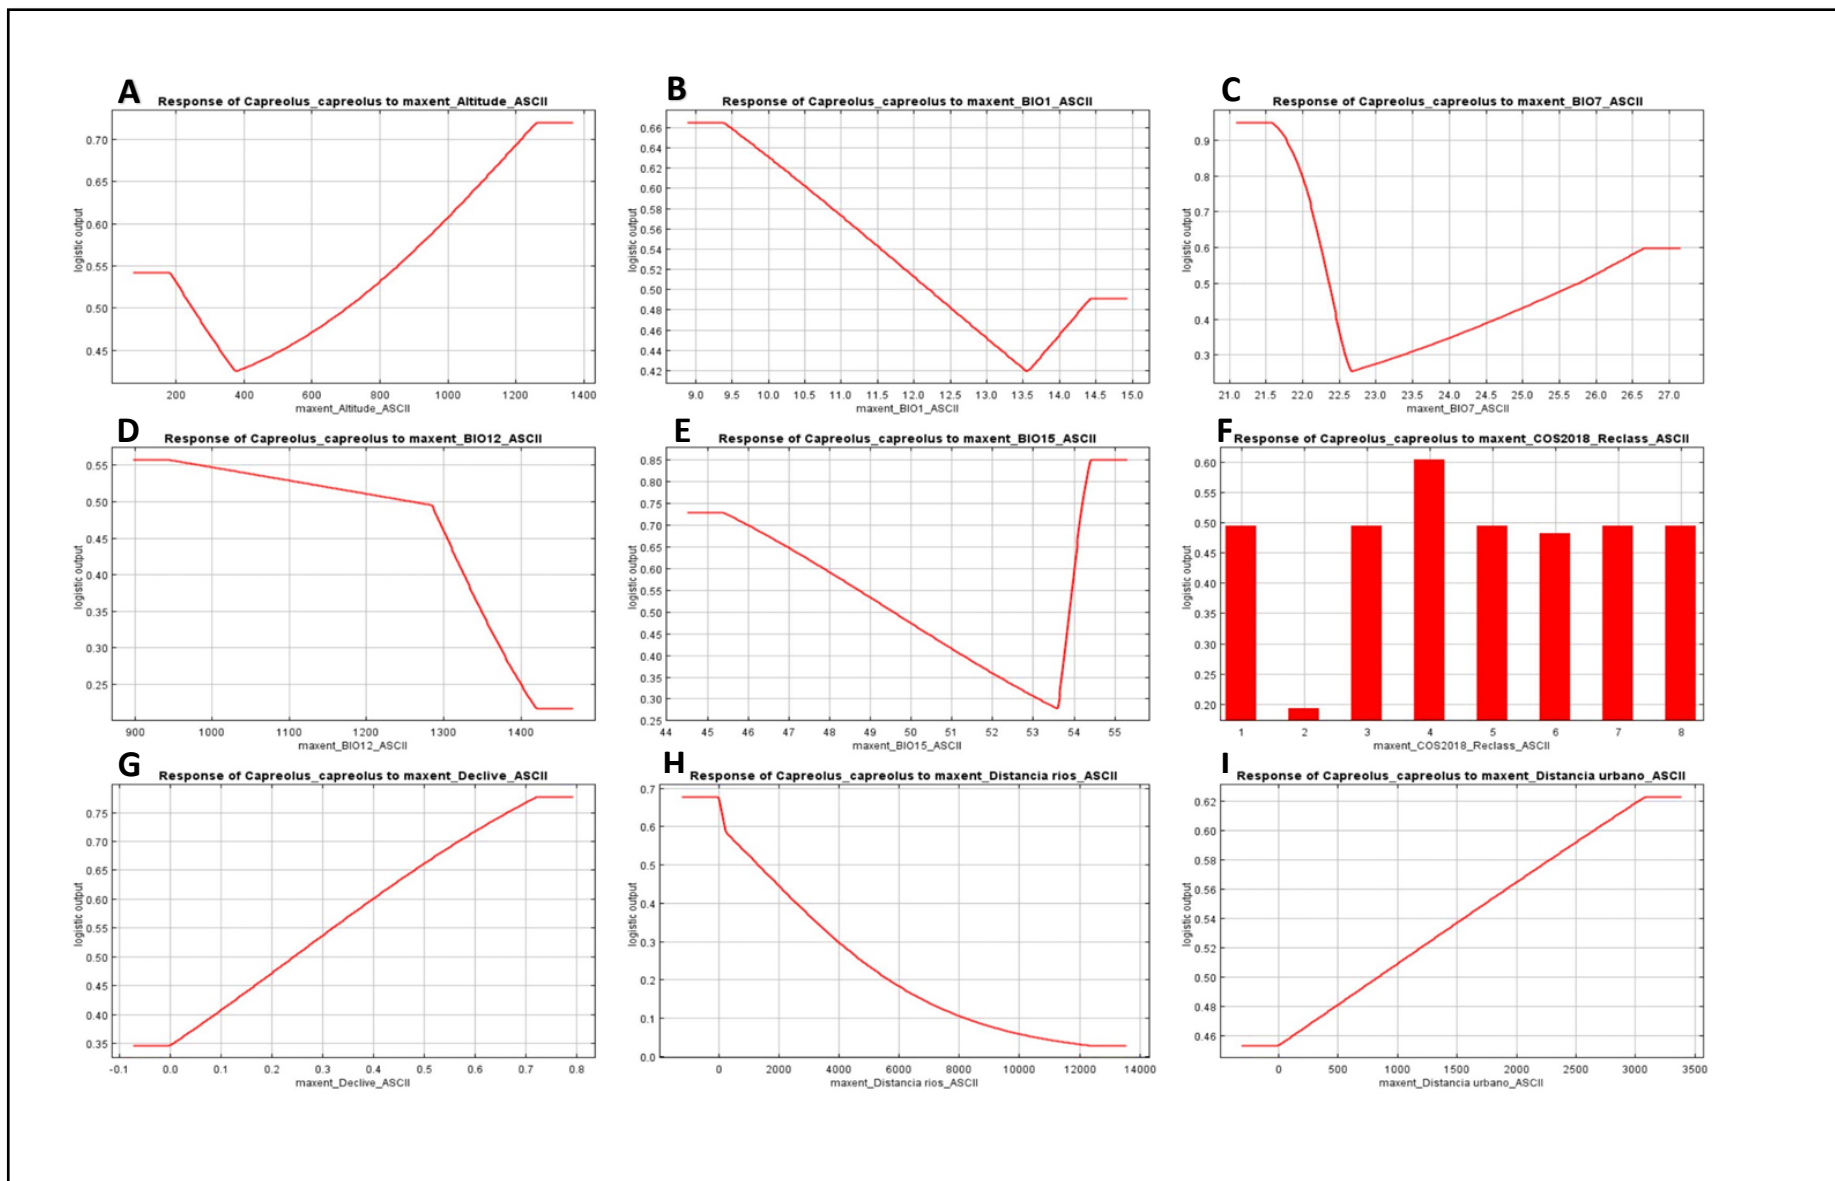 A
Response of Capreolus_capreolus to maxent_Altitude_ASCII
logistic output
0.70
0.65
0.60
0.55
0.50
0.45
200 400 600 800 1000 1200 1400
maxent_Altitude_ASCII
B
Response of Capreolus_capreolus to maxent_BIO1_ASCII
logistic output
0.66
0.64
0.62
0.60
0.58
0.56
0.54
0.52
0.50
0.48
0.46
0.44
0.42
9.0 9.5 10.0 10.5 11.0 11.5 12.0 12.5 13.0 13.5 14.0 14.5 15.0
maxent_BIO1_ASCII
C
Response of Capreolus_capreolus to maxent_BIO7_ASCII
logistic output
0.9
0.8
0.7
0.6
0.5
0.4
0.3
21.0 21.5 22.0 22.5 23.0 23.5 24.0 24.5 25.0 25.5 26.0 26.5 27.0
maxent_BIO7_ASCII
D
Response of Capreolus_capreolus to maxent_BIO12_ASCII
logistic output
0.55
0.50
0.45
0.40
0.35
0.30
0.25
900 1000 1100 1200 1300 1400
maxent_BIO12_ASCII
E
Response of Capreolus_capreolus to maxent_BIO15_ASCII
logistic output
0.85
0.80
0.75
0.70
0.65
0.60
0.55
0.50
0.45
0.40
0.35
0.30
0.25
44 45 46 47 48 49 50 51 52 53 54 55
maxent_BIO15_ASCII
F
Response of Capreolus_capreolus to maxent_COS2018_Reclass_ASCII
logistic output
0.60
0.55
0.50
0.45
0.40
0.35
0.30
0.25
0.20
1 2 3 4 5 6 7 8
maxent_COS2018_Reclass_ASCII
G
Response of Capreolus_capreolus to maxent_Declive_ASCII
logistic output
0.75
0.70
0.65
0.60
0.55
0.50
0.45
0.40
0.35
-0.1 0.0 0.1 0.2 0.3 0.4 0.5 0.6 0.7 0.8
maxent_Declive_ASCII
H
Response of Capreolus_capreolus to maxent_Distancia rios_ASCII
logistic output
0.7
0.6
0.5
0.4
0.3
0.2
0.1
0.0
0 2000 4000 6000 8000 10000 12000 14000
maxent_Distancia rios_ASCII
I
Response of Capreolus_capreolus to maxent_Distancia urbano_ASCII
logistic output
0.62
0.60
0.58
0.56
0.54
0.52
0.50
0.48
0.46
0 500 1000 1500 2000 2500 3000 3500
maxent_Distancia urbano_ASCII